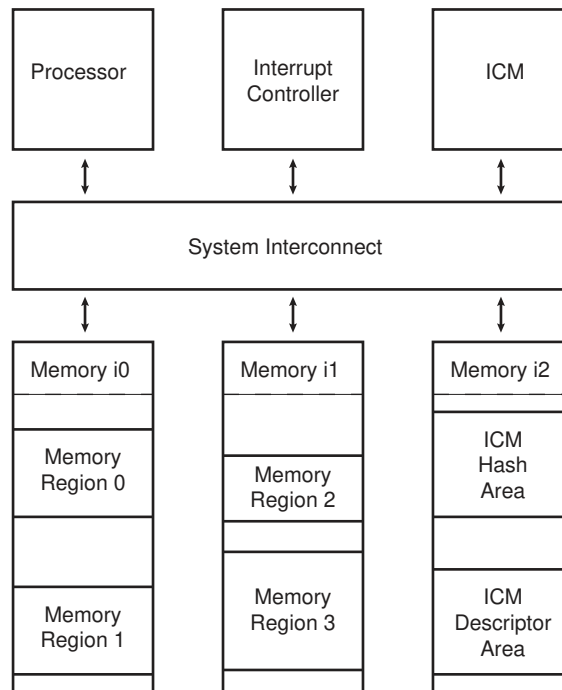 Processor
Interrupt
Controller
ICM
System Interconnect
Memory i0
Memory i1
Memory i2
Memory
Region 0
Memory
Region 2
ICM
Hash
Area
Memory
Region 1
Memory
Region 3
ICM
Descriptor
Area